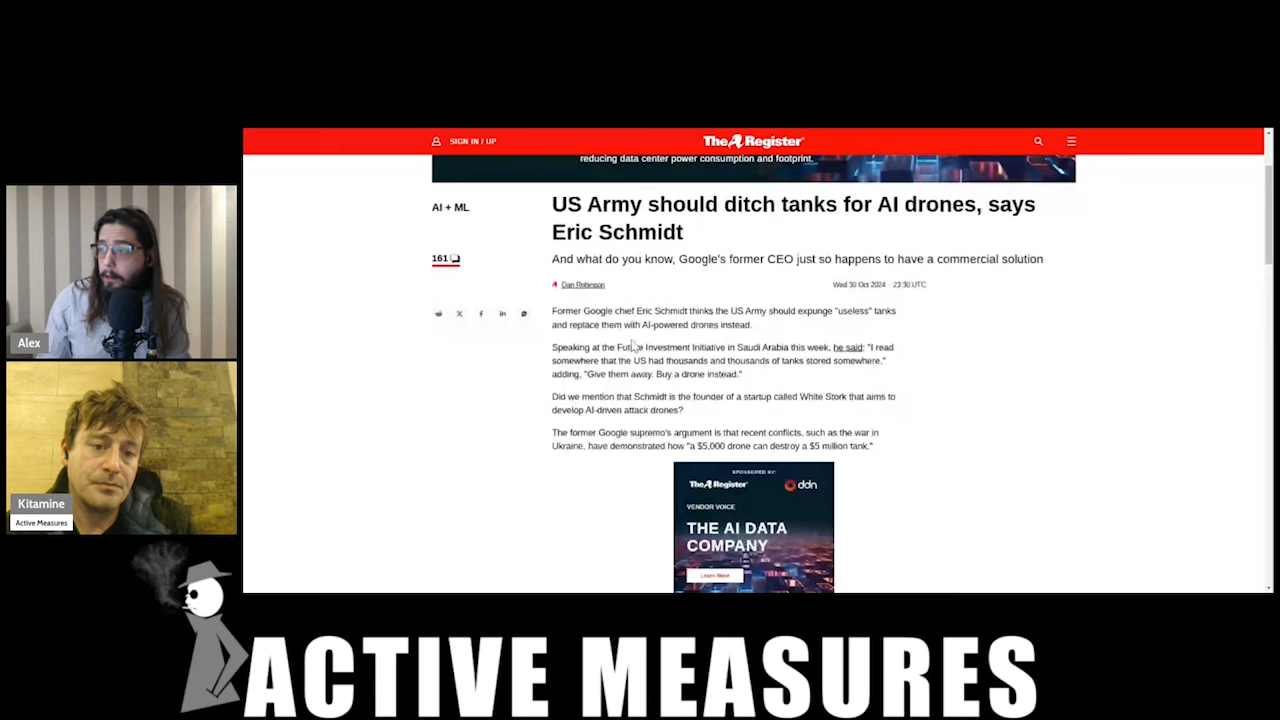 SIGN IN / UP
The Register
reducing data center power consumption and footprint.
AI + ML
US Army should ditch tanks for AI drones, says
Eric Schmidt
161
And what do you know, Google's former CEO just so happens to have a commercial solution
Dan Robinson
Wed 30 Oct 2024 23:30 UTC
Former Google chief Eric Schmidt thinks the US Army should expunge "useless" tanks
and replace them with AI-powered drones instead.
Speaking at the Future Investment Initiative in Saudi Arabia this week, he said: "I read
somewhere that the US had thousands and thousands of tanks stored somewhere,"
adding, "Give them away. Buy a drone instead."
Did we mention that Schmidt is the founder of a startup called White Stork that aims to
develop AI-driven attack drones?
The former Google supremo's argument is that recent conflicts, such as the war in
Ukraine, have demonstrated how "a $5,000 drone can destroy a $5 million tank."
SPONSORED BY:
The Register
ddn
VENDOR VOICE
THE AI DATA
COMPANY
Learn More
Alex
Kitamine
Active Measures
ACTIVE MEASURES